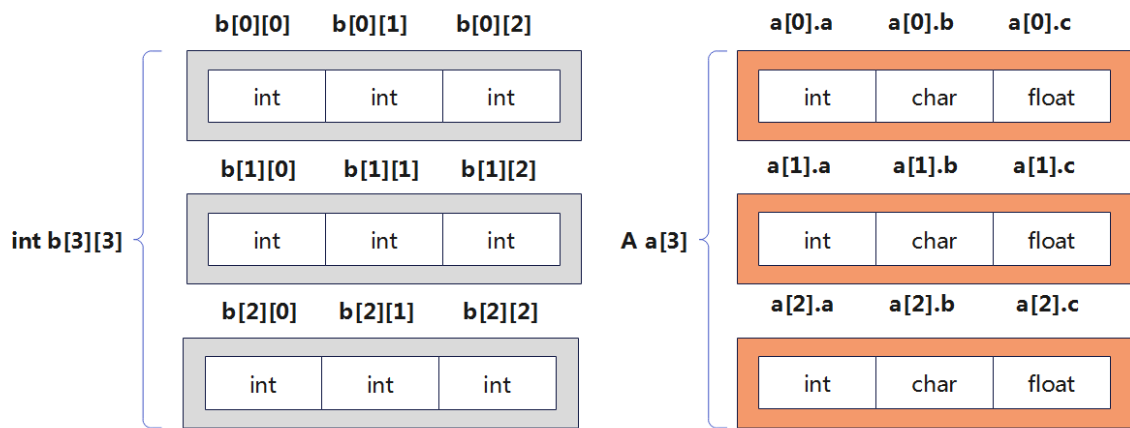 b[0][0] b[0][1] b[0][2]
int int int
b[1][0] b[1][1] b[1][2]
int b[3][3]
int int int
b[2][0] b[2][1] b[2][2]
int int int
a[0].a a[0].b a[0].c
int char float
a[1].a a[1].b a[1].c
A a[3]
int char float
a[2].a a[2].b a[2].c
int char float